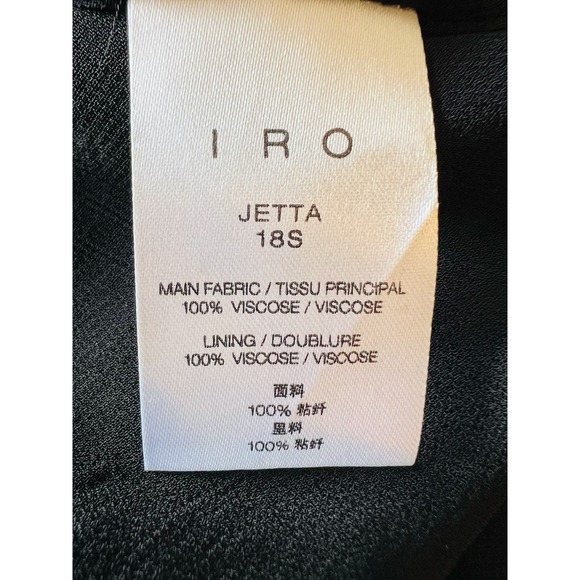 IRO
JETTA
18S
MAIN FABRIC / TISSU PRINCIPAL
100% VISCOSE / VISCOSE
LINING / DOUBLURE
100% VISCOSE / VISCOSE
面料
100% 粘纤
里料
100% 粘纤